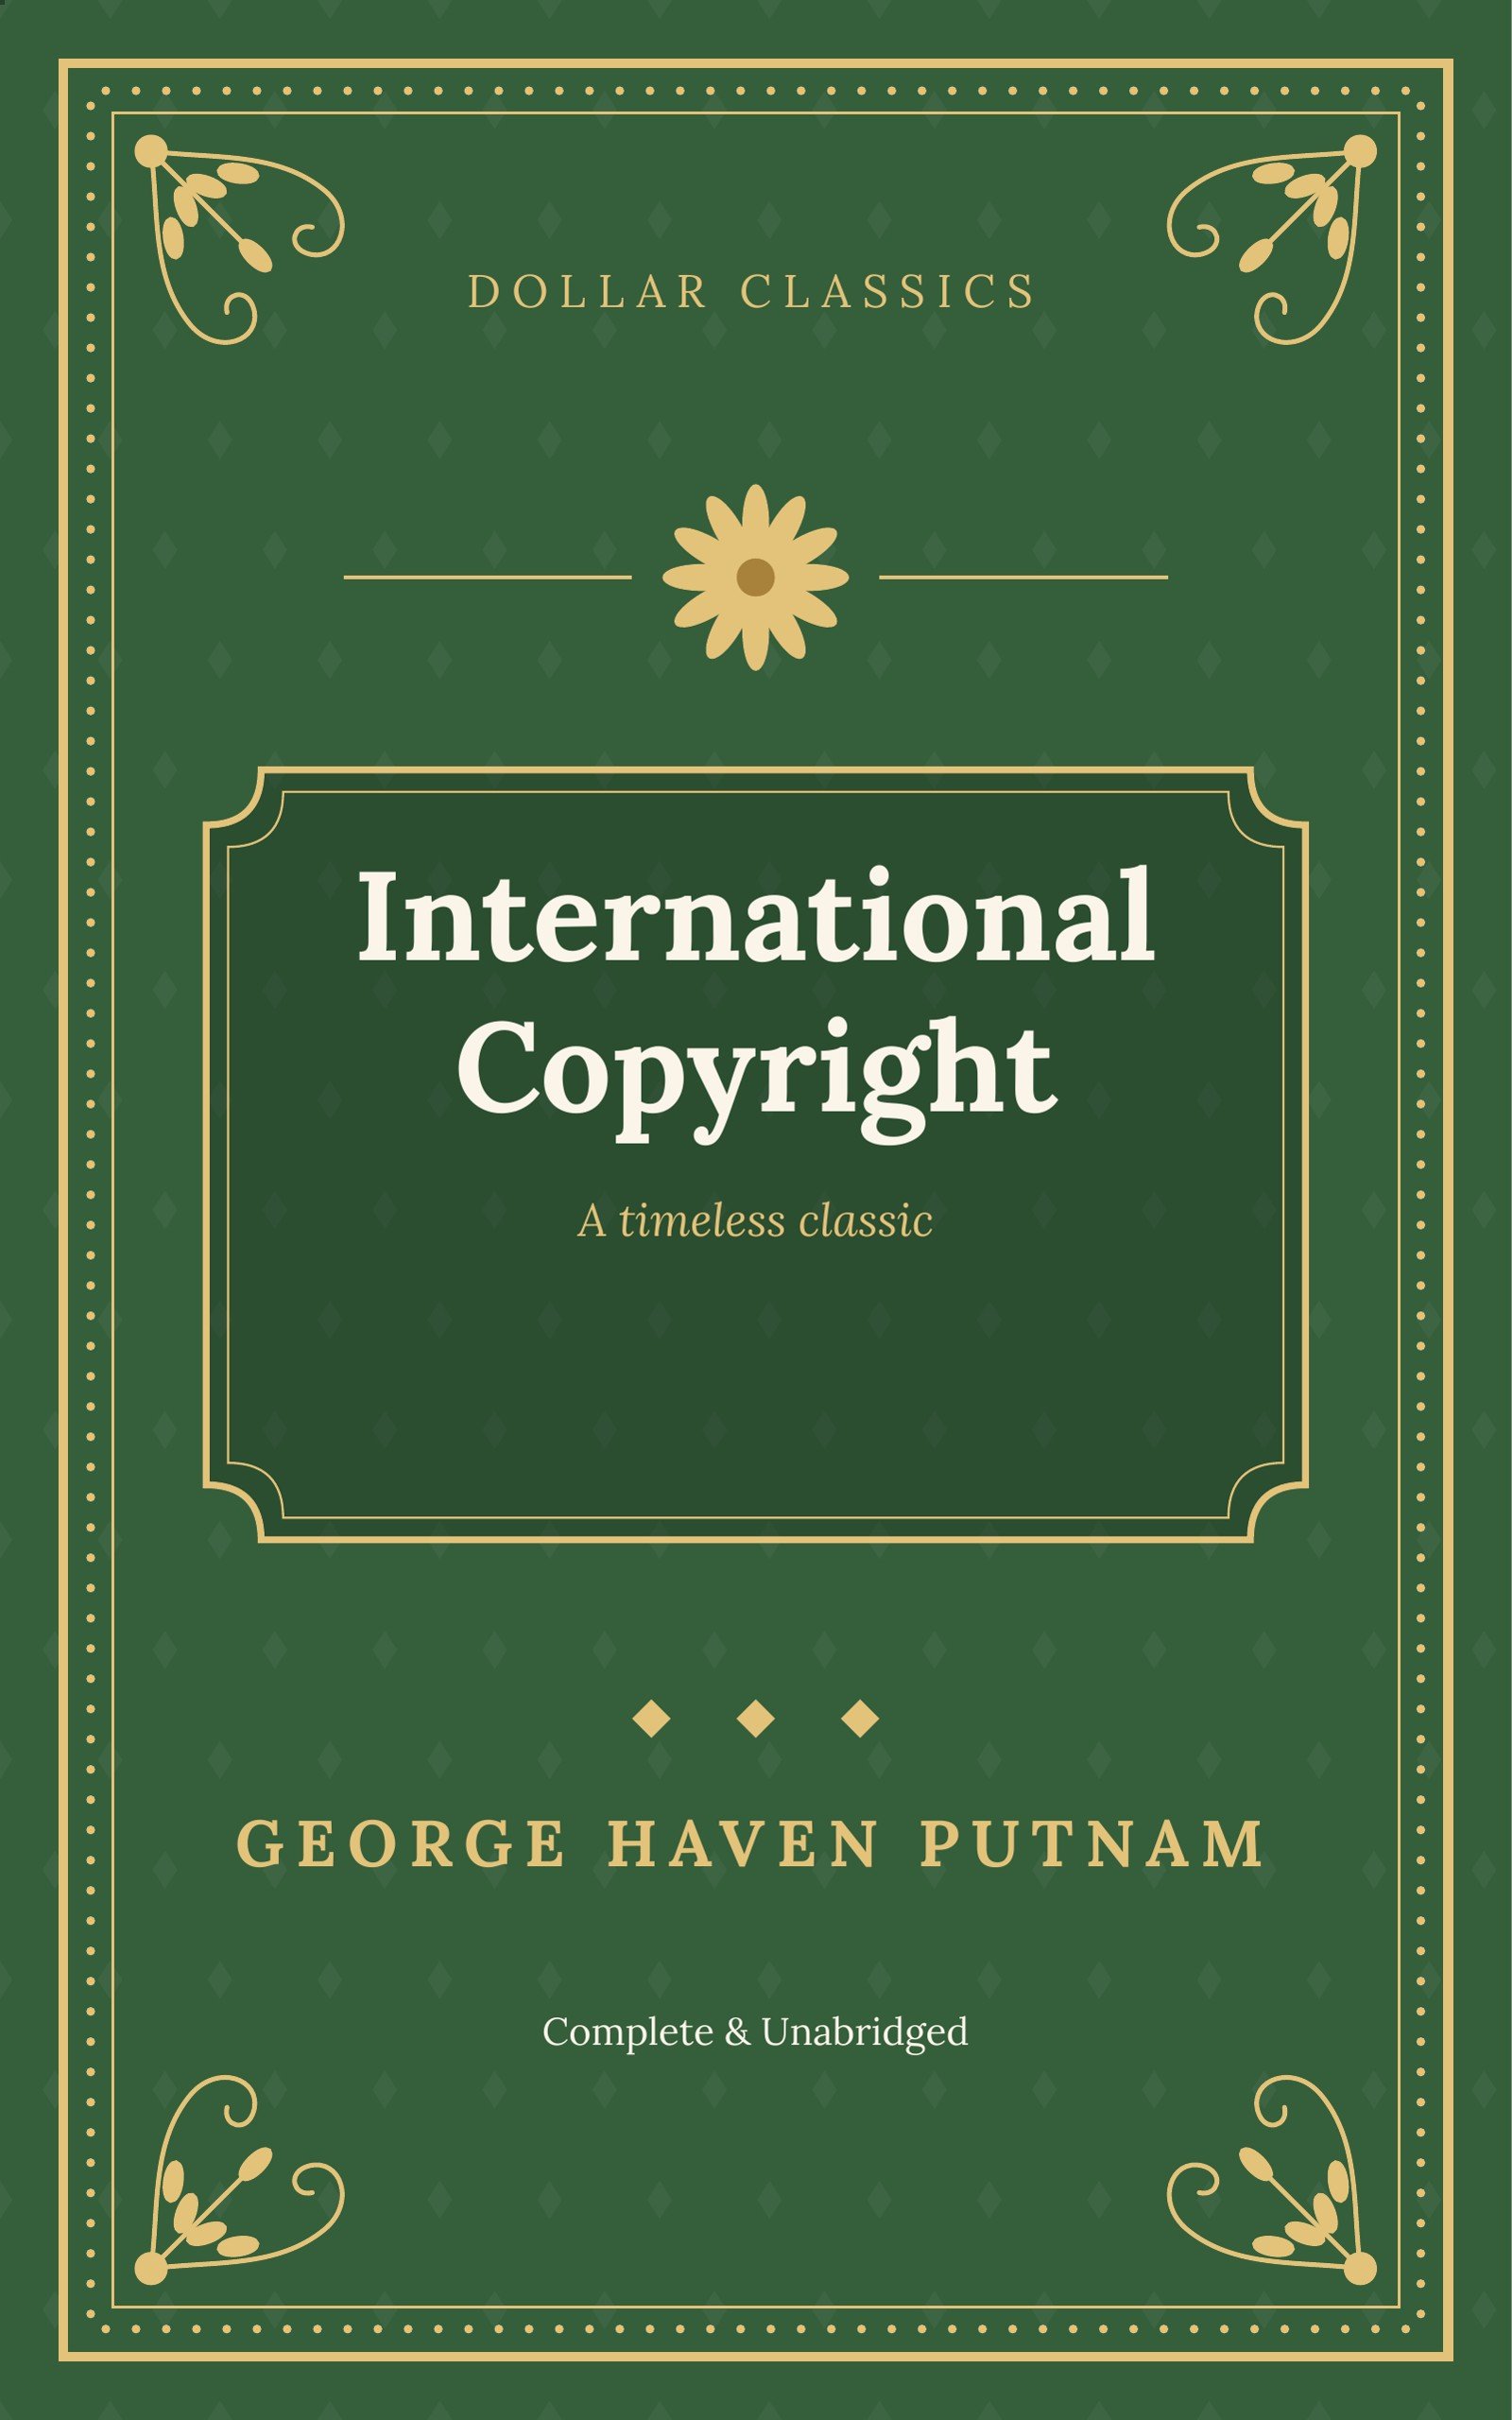 DOLLAR CLASSICS
International
Copyright
A timeless classic
GEORGE HAVEN PUTNAM
Complete & Unabridged